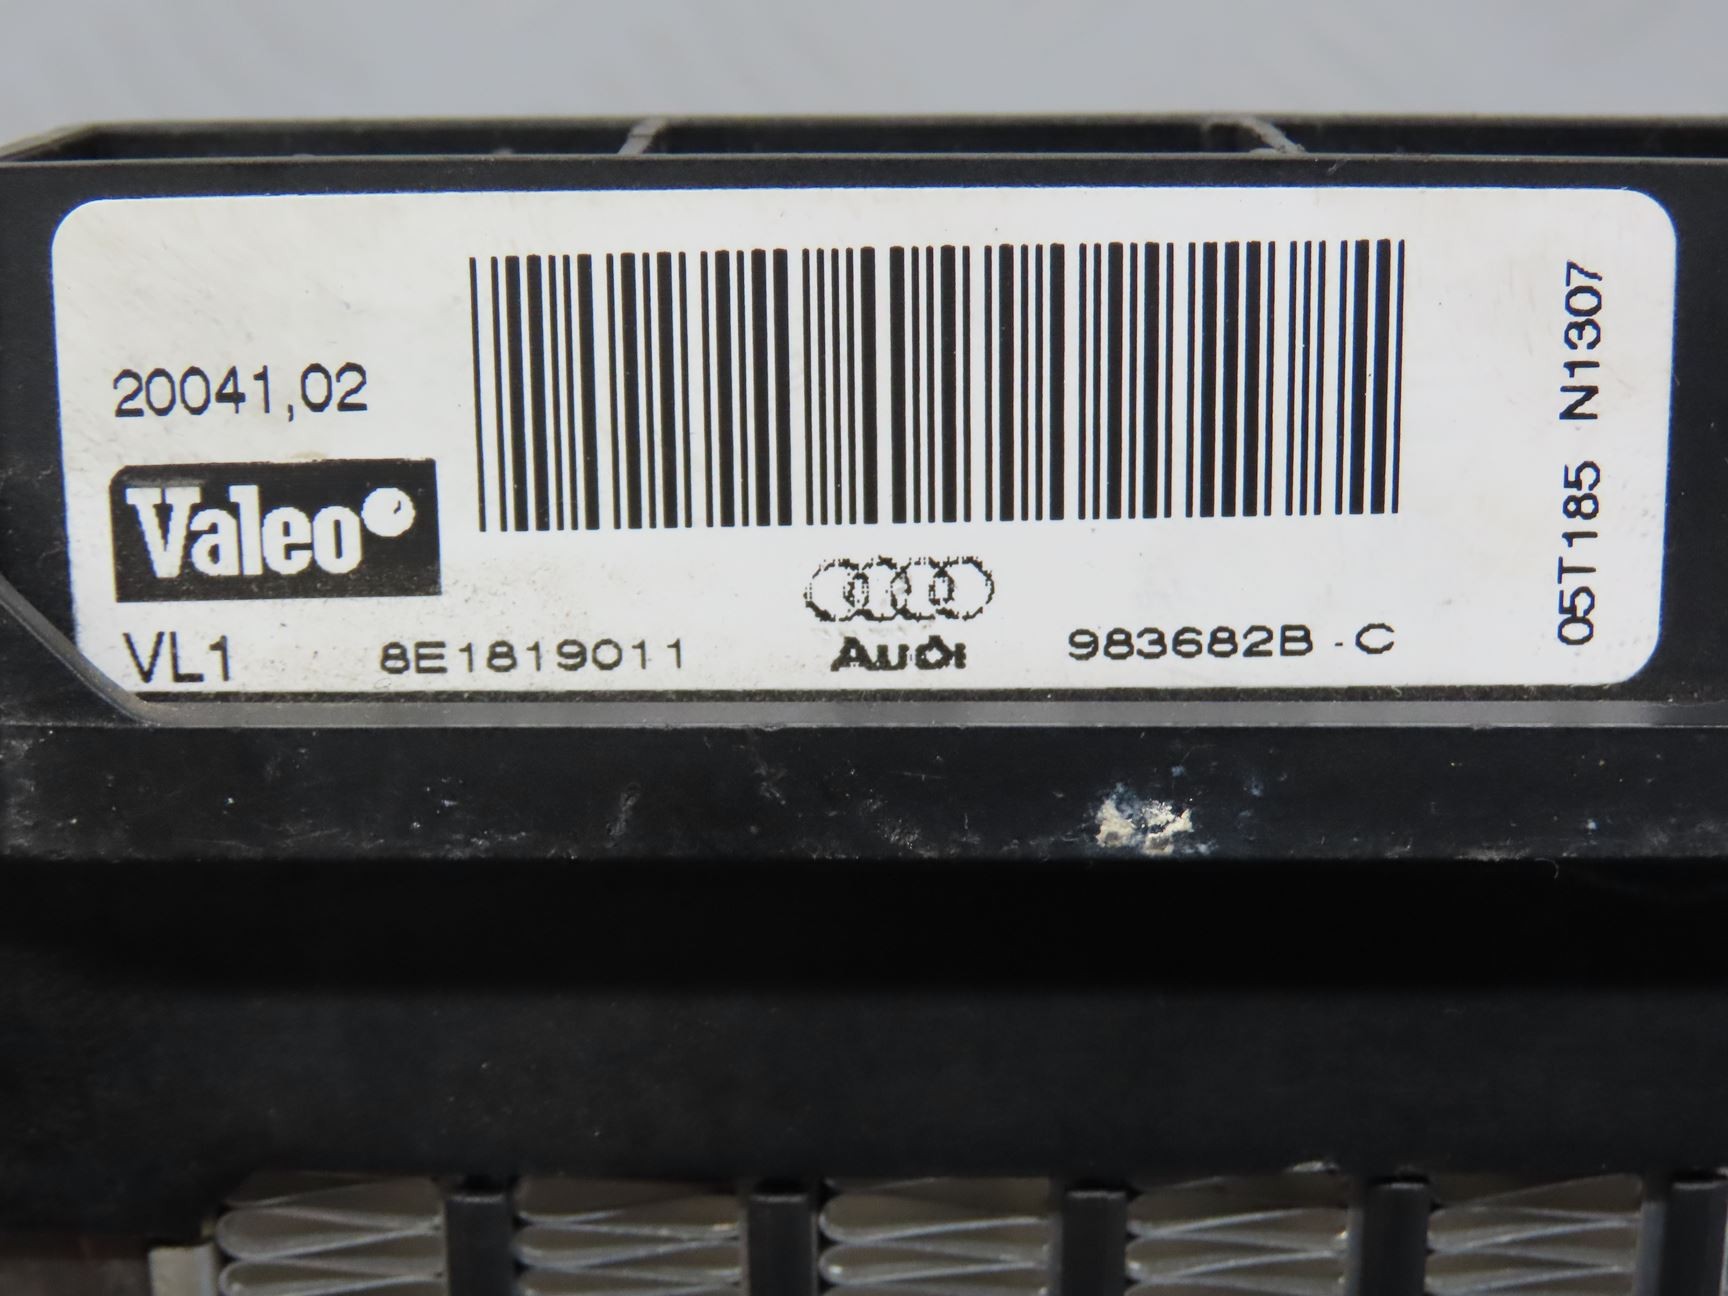 20041,02
Valeo
VL1
8E1819011
Audi
983682B - C
05T185 N1307